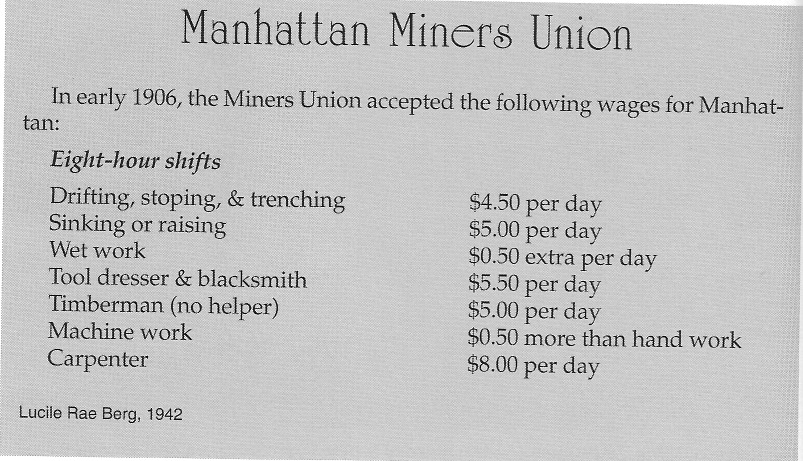 Manhattan Miners Union
In early 1906, the Miners Union accepted the following wages for Manhat-
tan:
Eight-hour shifts
Drifting, stoping, & trenching $4.50 per day
Sinking or raising $5.00 per day
Wet work $0.50 extra per day
Tool dresser & blacksmith $5.50 per day
Timberman (no helper) $5.00 per day
Machine work $0.50 more than hand work
Carpenter $8.00 per day
Lucile Rae Berg, 1942